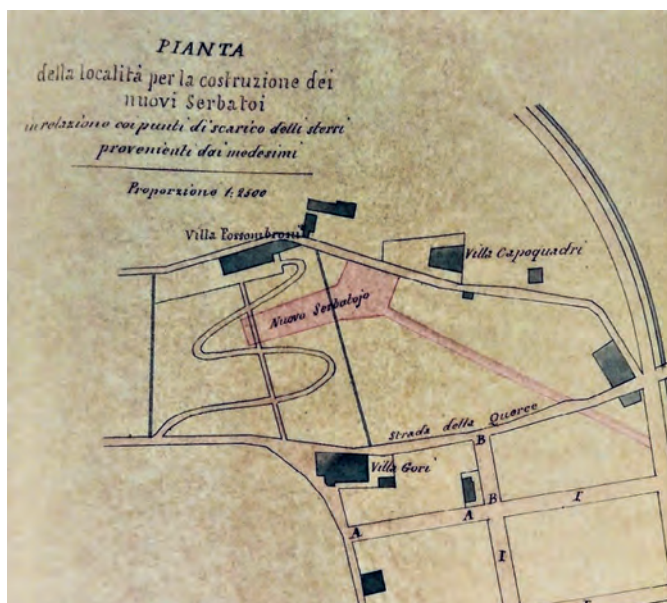 PIANTA
della località per la costruzione dei
nuovi Serbatoi
in relazione coi punti di scarico delli sterri
provenienti dai medesimi
Proporzione 1:2500
Villa Fossombroni
Villa Capoquadri
Nuovo Serbatojo
Strada della Querce
B
Villa Gori
A
A
B
I
I